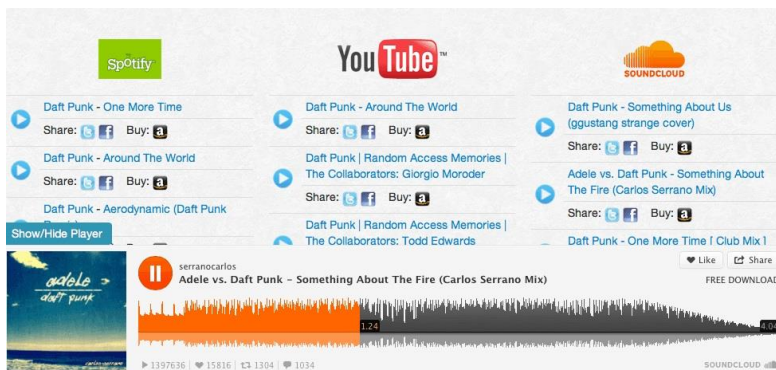 Spotify
Daft Punk - One More Time
Share: Buy: a
Daft Punk - Around The World
Share: Buy: a
Daft Punk - Aerodynamic (Daft Punk
YouTube™
Daft Punk - Around The World
Share: Buy: a
Daft Punk | Random Access Memories |
The Collaborators: Giorgio Moroder
Share: Buy: a
Daft Punk | Random Access Memories |
The Collaborators: Todd Edwards
SOUNDCLOUD
Daft Punk - Something About Us
(ggustang strange cover)
Share: Buy: a
Adele vs. Daft Punk - Something About
The Fire (Carlos Serrano Mix)
Share: Buy: a
Daft Punk - One More Time [ Club Mix ]
Show/Hide Player
adele >
daft punk
serranocarlos
Adele vs. Daft Punk - Something About The Fire (Carlos Serrano Mix)
Like Share
FREE DOWNLOAD
1.24
4.04
1397636 15816 1304 1034
SOUNDCLOUD